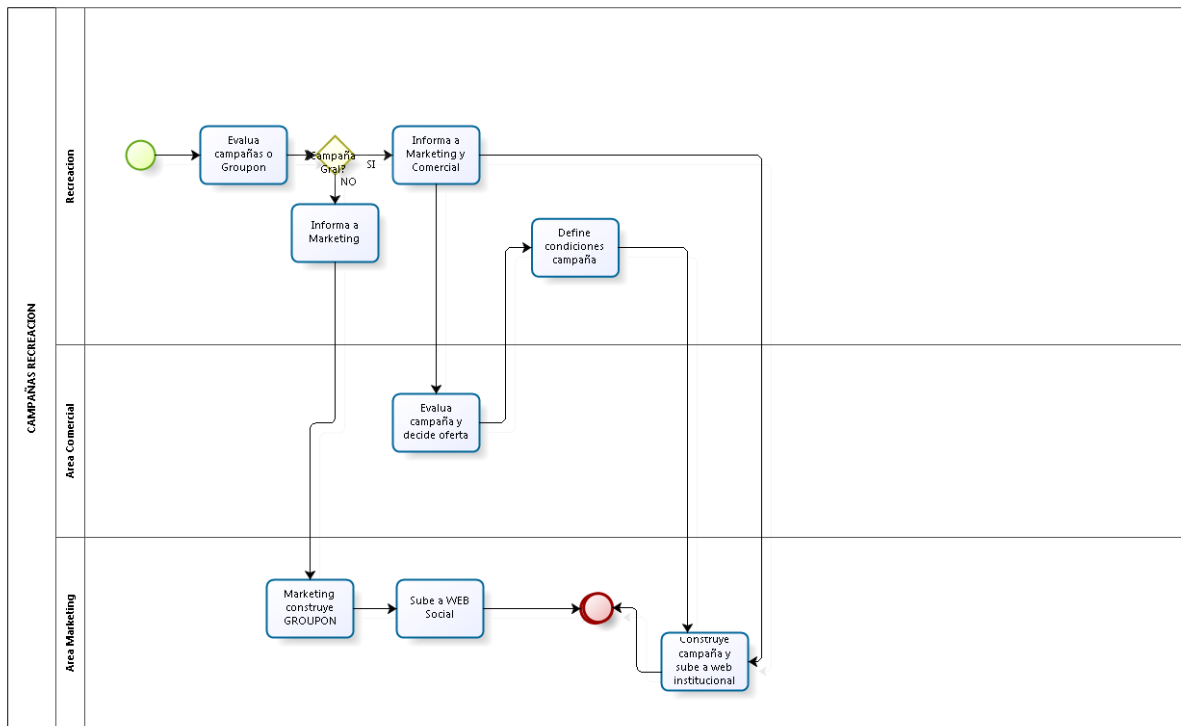 CAMPAÑAS RECREACION
Recreacion
Evalua
campañas o
Groupon
Campaña
Gral?
SI
NO
Informa a
Marketing y
Comercial
Informa a
Marketing
Define
condiciones
campaña
Area Comercial
Evalua
campaña y
decide oferta
Area Marketing
Marketing
construye
GROUPON
Sube a WEB
Social
Construye
campaña y
sube a web
institucional